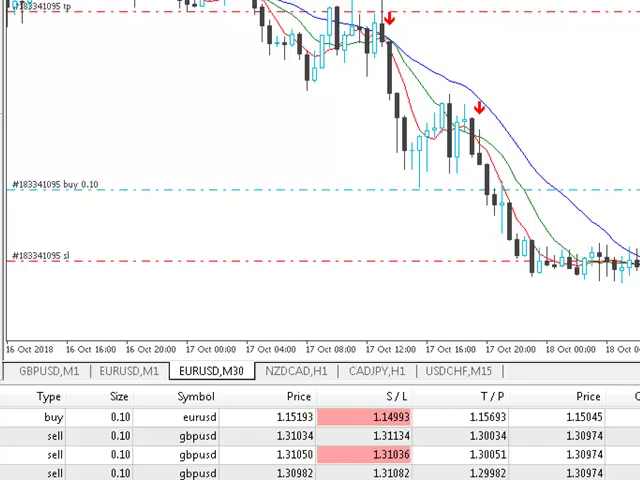 #183341095 tp
#183341095 buy 0.10
#183341095 sl
16 Oct 2018 16 Oct 16:00 16 Oct 20:00 17 Oct 00:00 17 Oct 04:00 17 Oct 08:00 17 Oct 12:00 17 Oct 16:00 17 Oct 20:00 18 Oct 00:00 18 Oct 04
GBPUSD,M1 | EURUSD,M1 | EURUSD,M30 NZDCAD,H1 | CADJPY,H1 | USDCHF,M15 |
Type Size Symbol Price S / L T / P Price
buy 0.10 eurusd 1.15193 1.14993 1.15693 1.15045
sell 0.10 gbpusd 1.31034 1.31134 1.30034 1.30974
sell 0.10 gbpusd 1.31050 1.31036 1.30051 1.30974
sell 0.10 gbpusd 1.30982 1.31082 1.29982 1.30974